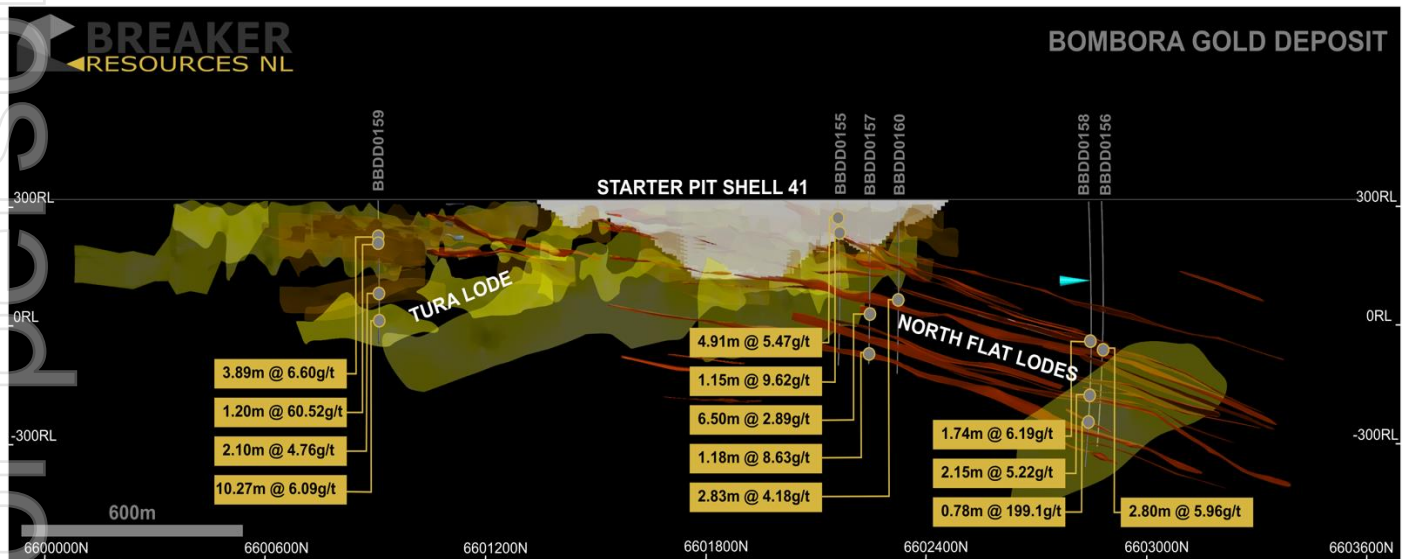 BREAKER
RESOURCES NL
BOMBORA GOLD DEPOSIT
BBDD0159
BBDD0155
BBDD0157
BBDD0160
BBDD0158
BBDD0156
STARTER PIT SHELL 41
300RL
300RL
TURA LODE
0RL
0RL
NORTH FLAT LODES
3.89m @ 6.60g/t
1.20m @ 60.52g/t
2.10m @ 4.76g/t
10.27m @ 6.09g/t
4.91m @ 5.47g/t
1.15m @ 9.62g/t
6.50m @ 2.89g/t
1.18m @ 8.63g/t
2.83m @ 4.18g/t
1.74m @ 6.19g/t
2.15m @ 5.22g/t
0.78m @ 199.1g/t
2.80m @ 5.96g/t
-300RL
-300RL
600m
6600000N
6600600N
6601200N
6601800N
6602400N
6603000N
6603600N